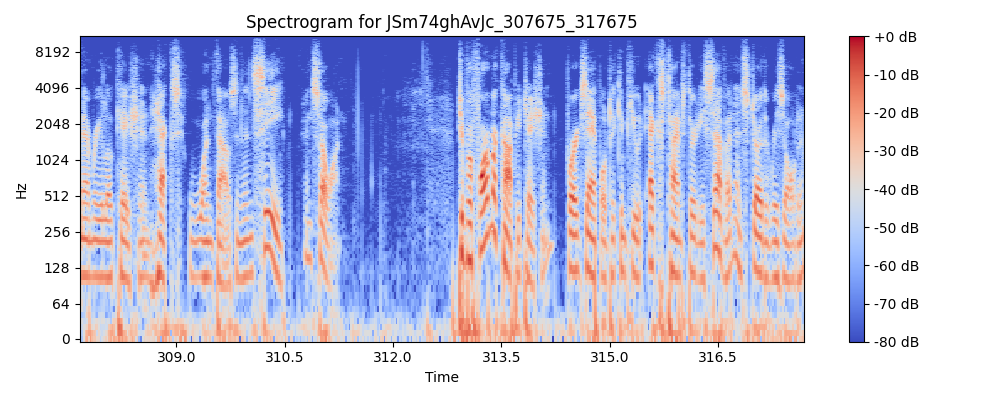 Spectrogram for JSm74ghAvJc_307675_317675
8192
4096
2048
1024
512
256
128
64
0
Hz
309.0 310.5 312.0 313.5 315.0 316.5
Time
+0 dB
-10 dB
-20 dB
-30 dB
-40 dB
-50 dB
-60 dB
-70 dB
-80 dB